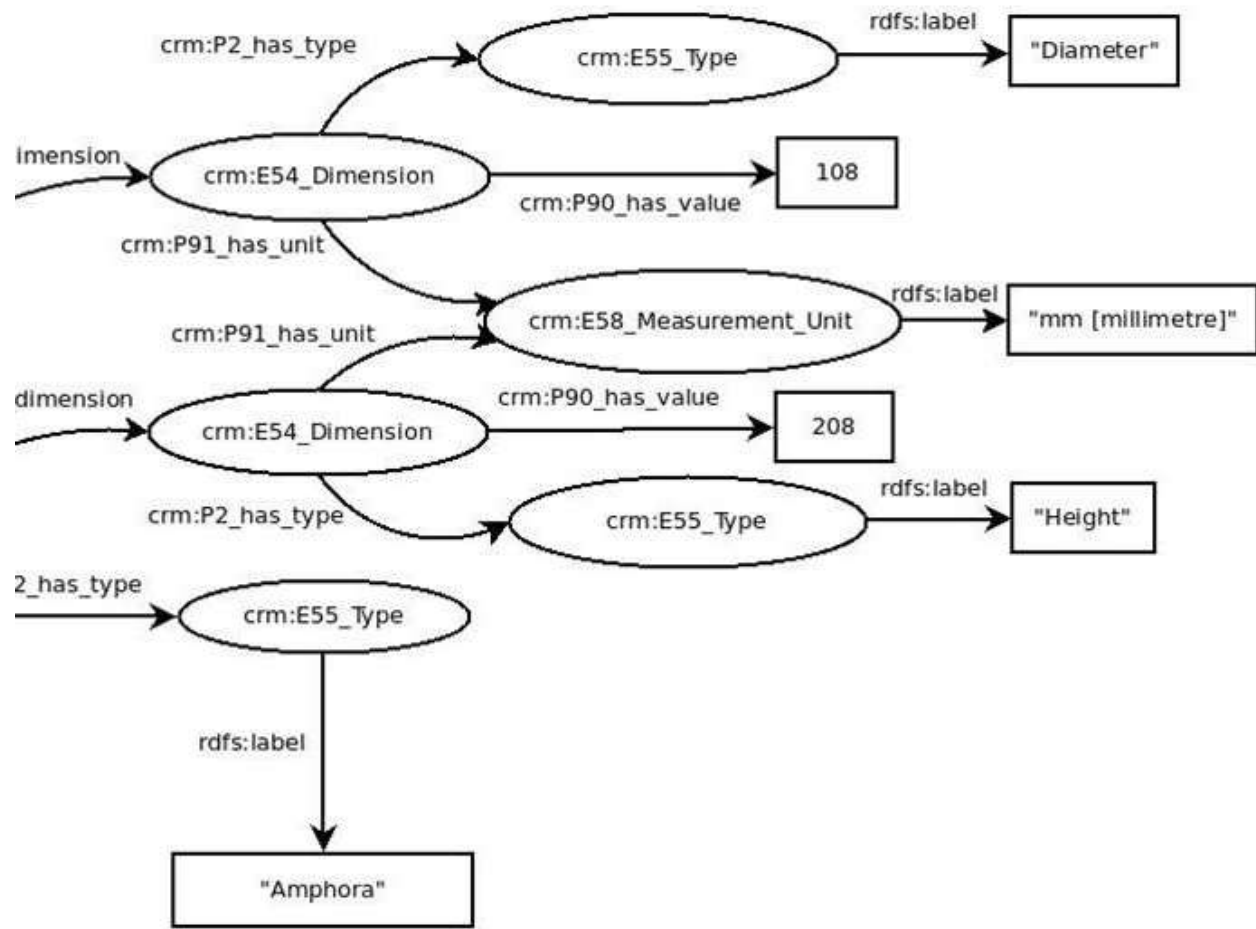 crm:P2_has_type
crm:E55_Type
rdfs:label
"Diameter"
imension
crm:E54_Dimension
108
crm:P90_has_value
crm:P91_has_unit
crm:E58_Measurement_Unit
rdfs:label
"mm [millimetre]"
crm:P91_has_unit
dimension
crm:E54_Dimension
crm:P90_has_value
208
crm:P2_has_type
crm:E55_Type
rdfs:label
"Height"
2_has_type
crm:E55_Type
rdfs:label
"Amphora"